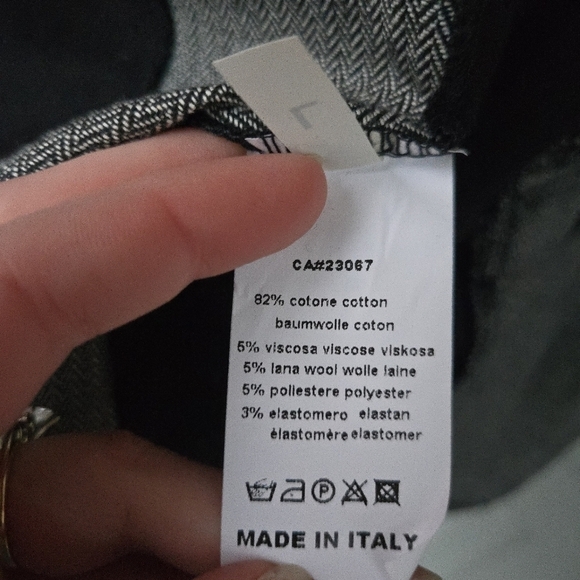 L
CA#23067
82% cotone cotton
baumwolle coton
5% viscosa viscose viskosa
5% lana wool wolle laine
5% poliestere polyester
3% elastomero elastan
élastomère elastomer
P
MADE IN ITALY